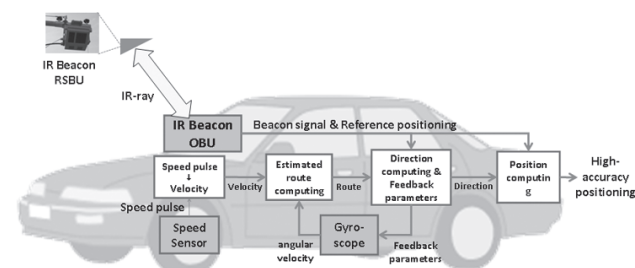 IR Beacon
RSBU
IR-ray
IR Beacon
OBU
Beacon signal & Reference positioning
Speed pulse
↓
Velocity
Velocity
Estimated
route
computing
Route
Direction
computing &
Feedback
parameters
Direction
Position
computin
g
High-
accuracy
positioning
Speed pulse
Speed
Sensor
angular
velocity
Gyro-
scope
Feedback
parameters